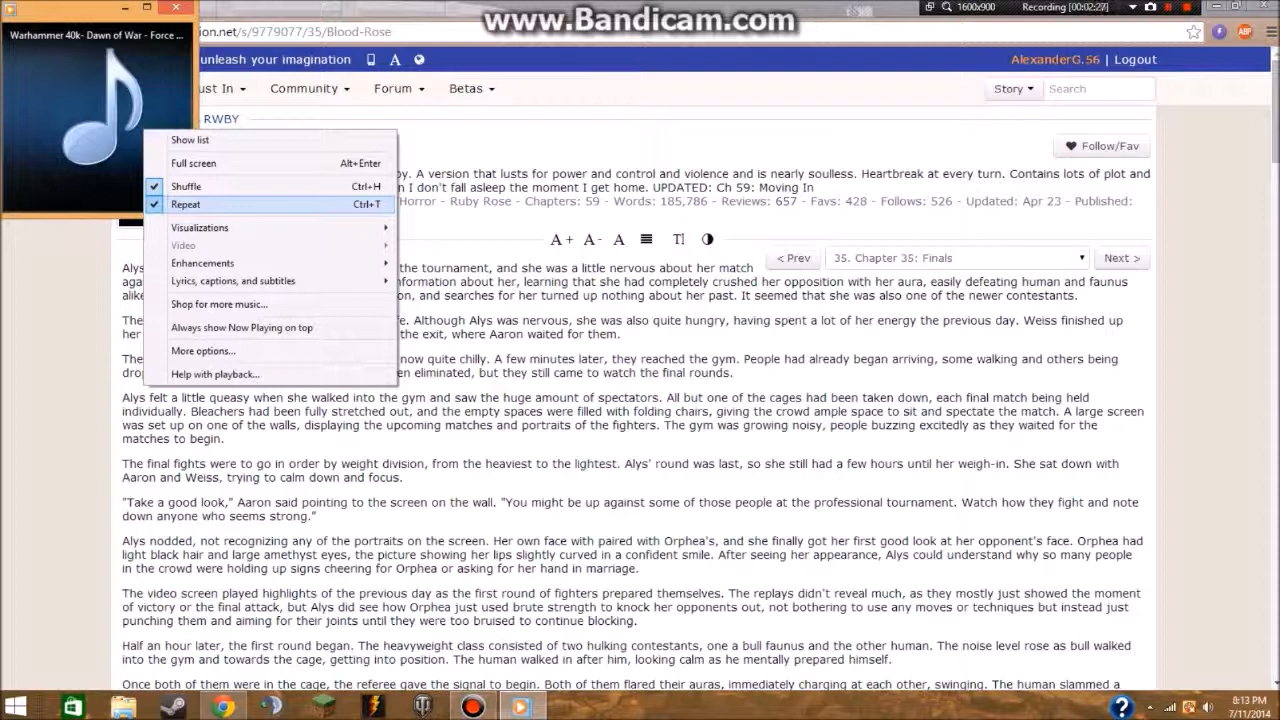 www.Bandicam.com
1600x900
Recording [00:02:27]
ion.net/s/9779077/35/Blood-Rose
Warhammer 40k- Dawn of War - Force ...
unleash your imagination
A
AlexanderG.56 | Logout
ust In
Community
Forum
Betas
Story
Search
RWBY
Follow/Fav
by. A version that lusts for power and control and violence and is nearly soulless. Heartbreak at every turn. Contains lots of plot and
n I don't fall asleep the moment I get home. UPDATED: Ch 59: Moving In
Horror - Ruby Rose - Chapters: 59 - Words: 185,786 - Reviews: 657 - Favs: 428 - Follows: 526 - Updated: Apr 23 - Published:
Show list
Full screen Alt+Enter
Shuffle Ctrl+H
Repeat Ctrl+T
Visualizations
Video
Enhancements
Lyrics, captions, and subtitles
Shop for more music...
Always show Now Playing on top
More options...
Help with playback...
A + A - A
< Prev
35. Chapter 35: Finals
Next >
Alys the tournament, and she was a little nervous about her match
her information about her, learning that she had completely crushed her opposition with her aura, easily defeating human and faunus
alike , and searches for her turned up nothing about her past. It seemed that she was also one of the newer contestants.
The fe. Although Alys was nervous, she was also quite hungry, having spent a lot of her energy the previous day. Weiss finished up
her the exit, where Aaron waited for them.
The now quite chilly. A few minutes later, they reached the gym. People had already began arriving, some walking and others being
drop en eliminated, but they still came to watch the final rounds.
Alys felt a little queasy when she walked into the gym and saw the huge amount of spectators. All but one of the cages had been taken down, each final match being held
individually. Bleachers had been fully stretched out, and the empty spaces were filled with folding chairs, giving the crowd ample space to sit and spectate the match. A large screen
was set up on one of the walls, displaying the upcoming matches and portraits of the fighters. The gym was growing noisy, people buzzing excitedly as they waited for the
matches to begin.
The final fights were to go in order by weight division, from the heaviest to the lightest. Alys' round was last, so she still had a few hours until her weigh-in. She sat down with
Aaron and Weiss, trying to calm down and focus.
"Take a good look," Aaron said pointing to the screen on the wall. "You might be up against some of those people at the professional tournament. Watch how they fight and note
down anyone who seems strong."
Alys nodded, not recognizing any of the portraits on the screen. Her own face with paired with Orphea's, and she finally got her first good look at her opponent's face. Orphea had
light black hair and large amethyst eyes, the picture showing her lips slightly curved in a confident smile. After seeing her appearance, Alys could understand why so many people
in the crowd were holding up signs cheering for Orphea or asking for her hand in marriage.
The video screen played highlights of the previous day as the first round of fighters prepared themselves. The replays didn't reveal much, as they mostly just showed the moment
of victory or the final attack, but Alys did see how Orphea just used brute strength to knock her opponents out, not bothering to use any moves or techniques but instead just
punching them and aiming for their joints until they were too bruised to continue blocking.
Half an hour later, the first round began. The heavyweight class consisted of two hulking contestants, one a bull faunus and the other human. The noise level rose as bull walked
into the gym and towards the cage, getting into position. The human walked in after him, looking calm as he mentally prepared himself.
Once both of them were in the cage, the referee gave the signal to begin. Both of them flared their auras, immediately charging at each other, swinging. The human slammed a
8:13 PM
7/11/2014